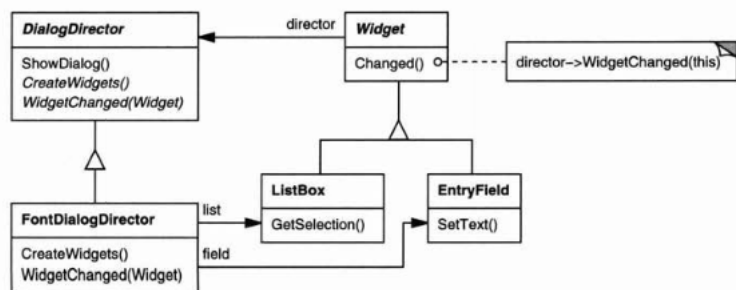 DialogDirector
ShowDialog()
CreateWidgets()
WidgetChanged(Widget)
director
Widget
Changed()
director->WidgetChanged(this)
FontDialogDirector
CreateWidgets()
WidgetChanged(Widget)
list
field
ListBox
GetSelection()
EntryField
SetText()